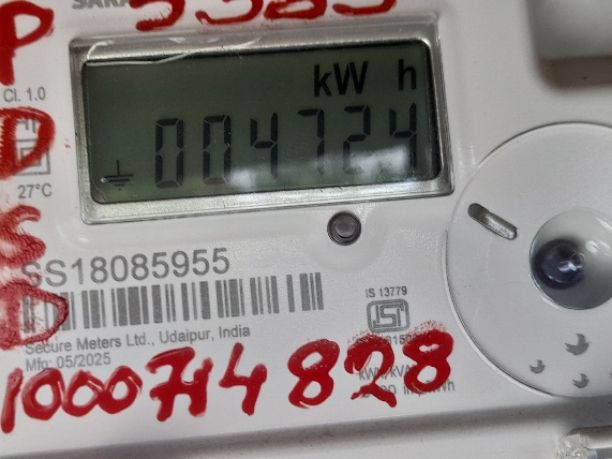 P
Cl. 1.0
kW h
004724
D
27°C
S
SS18085955
D
IS 13779
Secure Meters Ltd., Udaipur, India
Mfg: 05/2025
1000714828